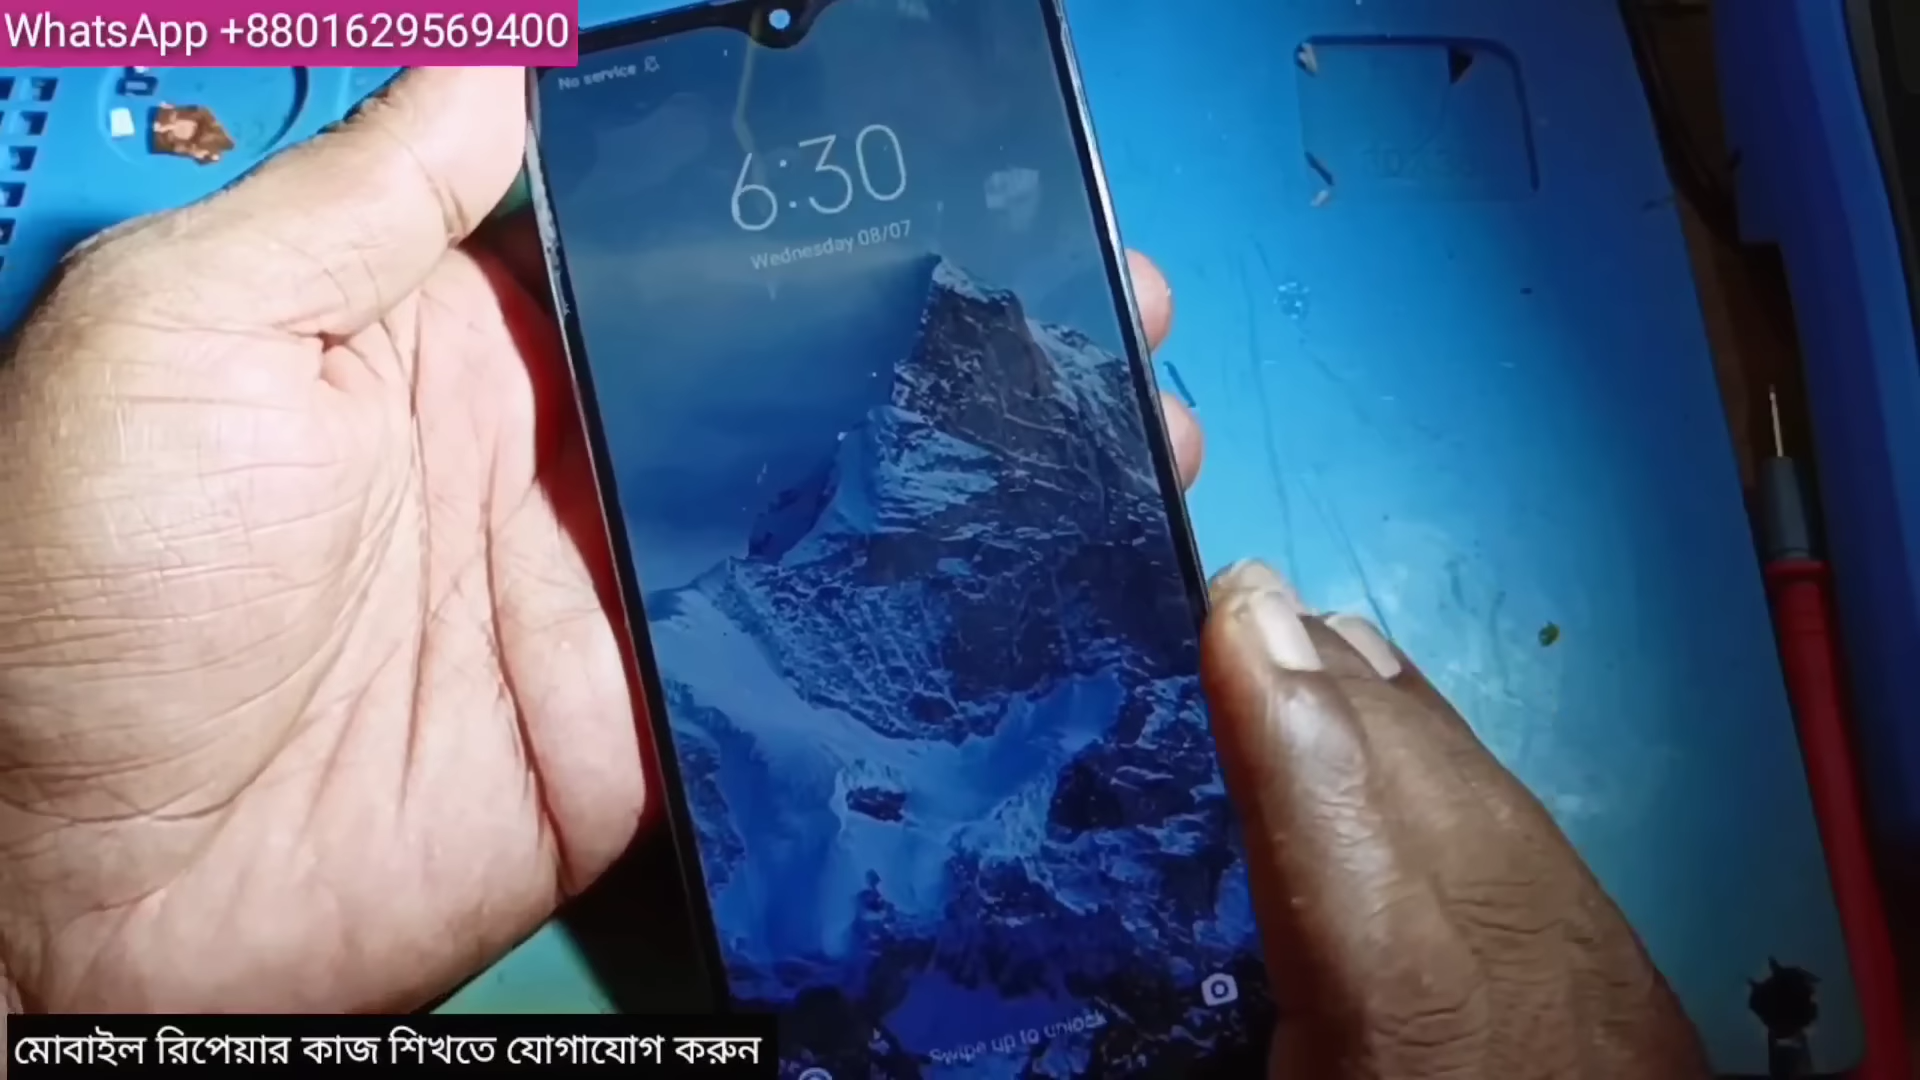 WhatsApp +8801629569400
No service
6:30
Wednesday 08/07
Swipe up to unlock
মোবাইল রিপেয়ার কাজ শিখতে যোগাযোগ করুন